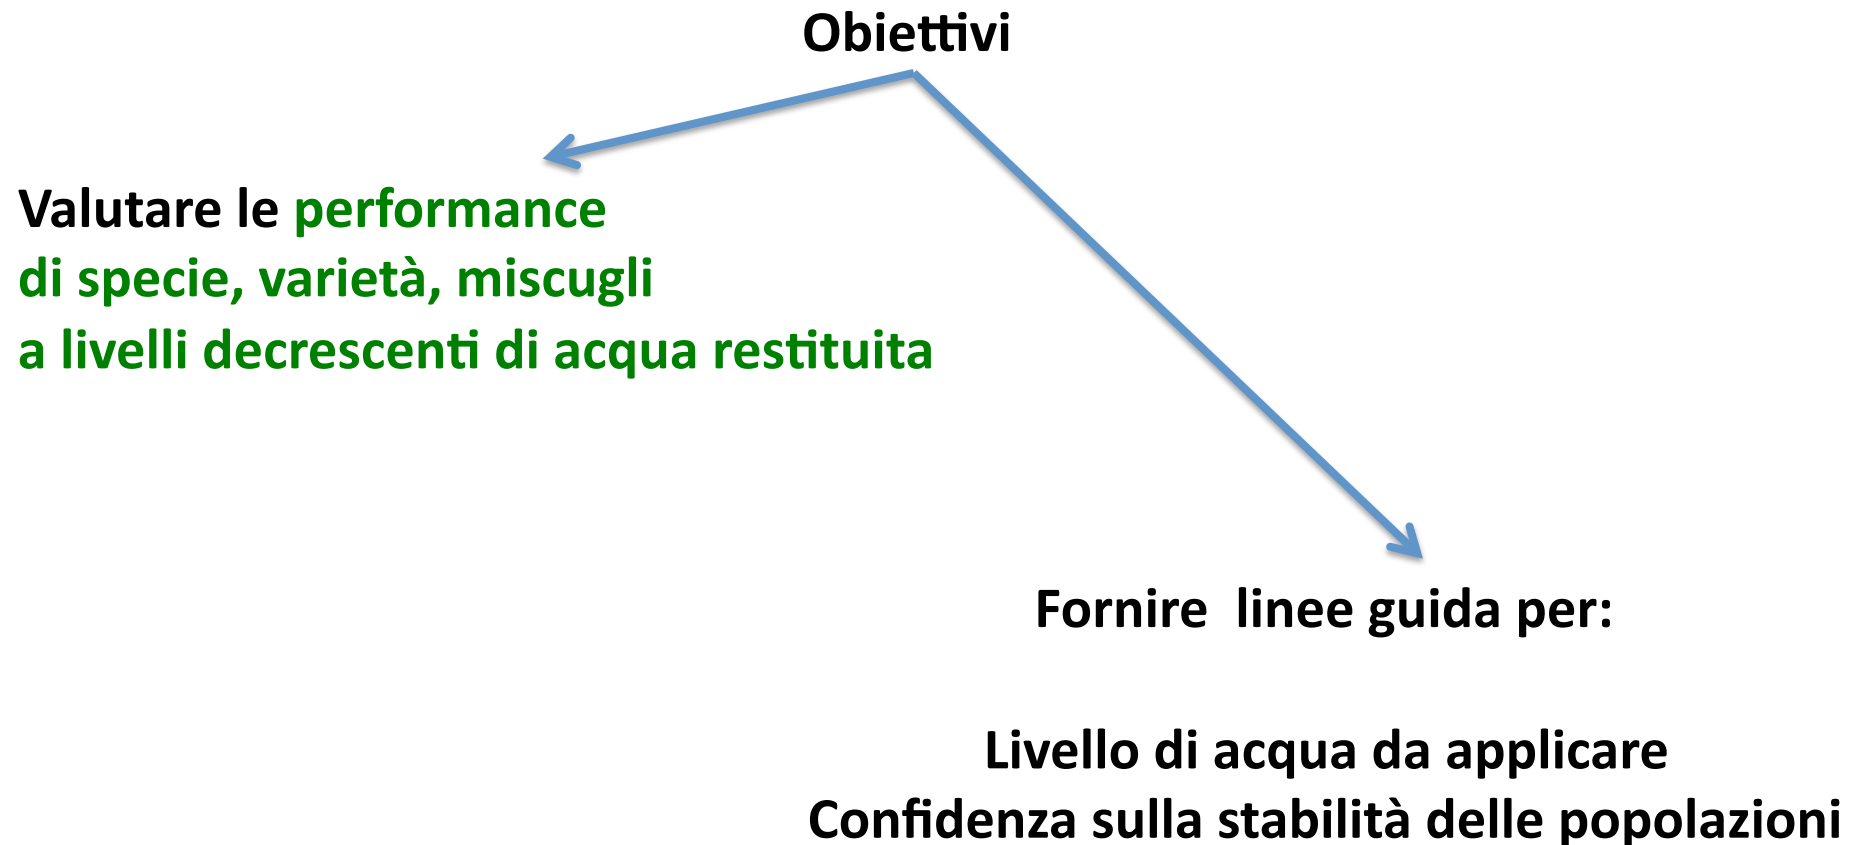 Obiettivi
Valutare le performance
di specie, varietà, miscugli
a livelli decrescenti di acqua restituita
Fornire linee guida per:
Livello di acqua da applicare
Confidenza sulla stabilità delle popolazioni